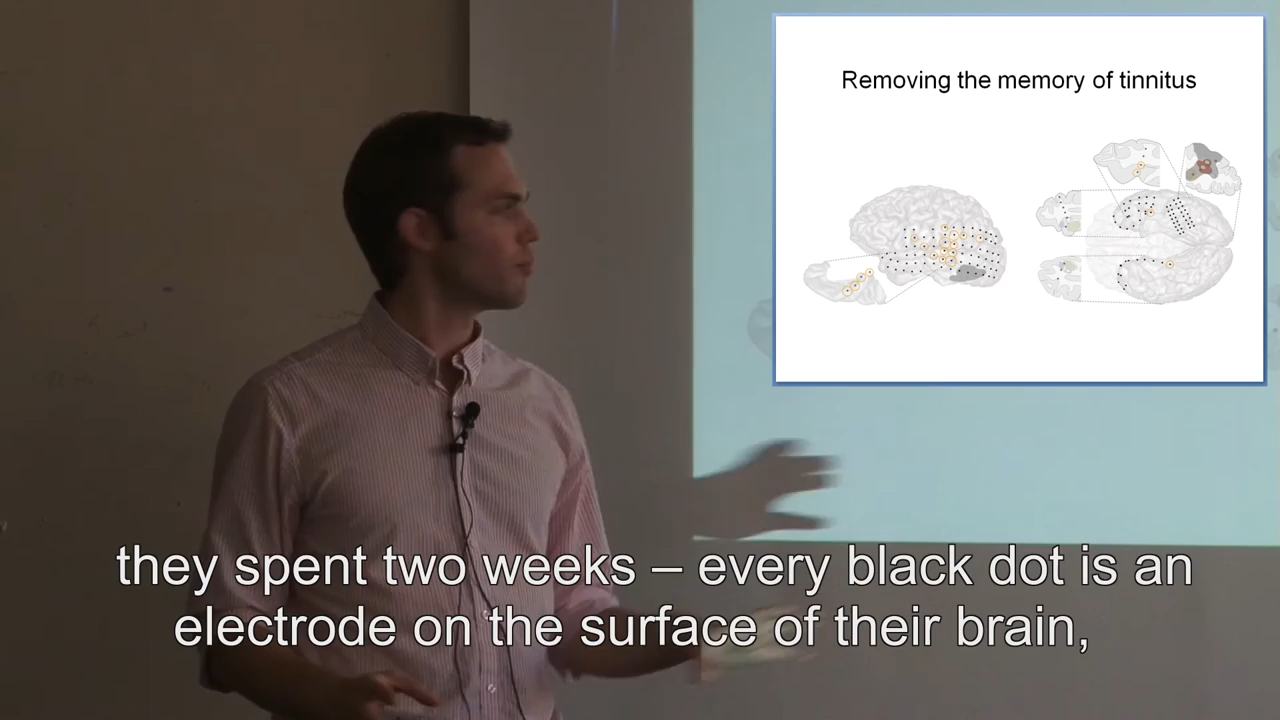 Removing the memory of tinnitus
they spent two weeks – every black dot is an
electrode on the surface of their brain,